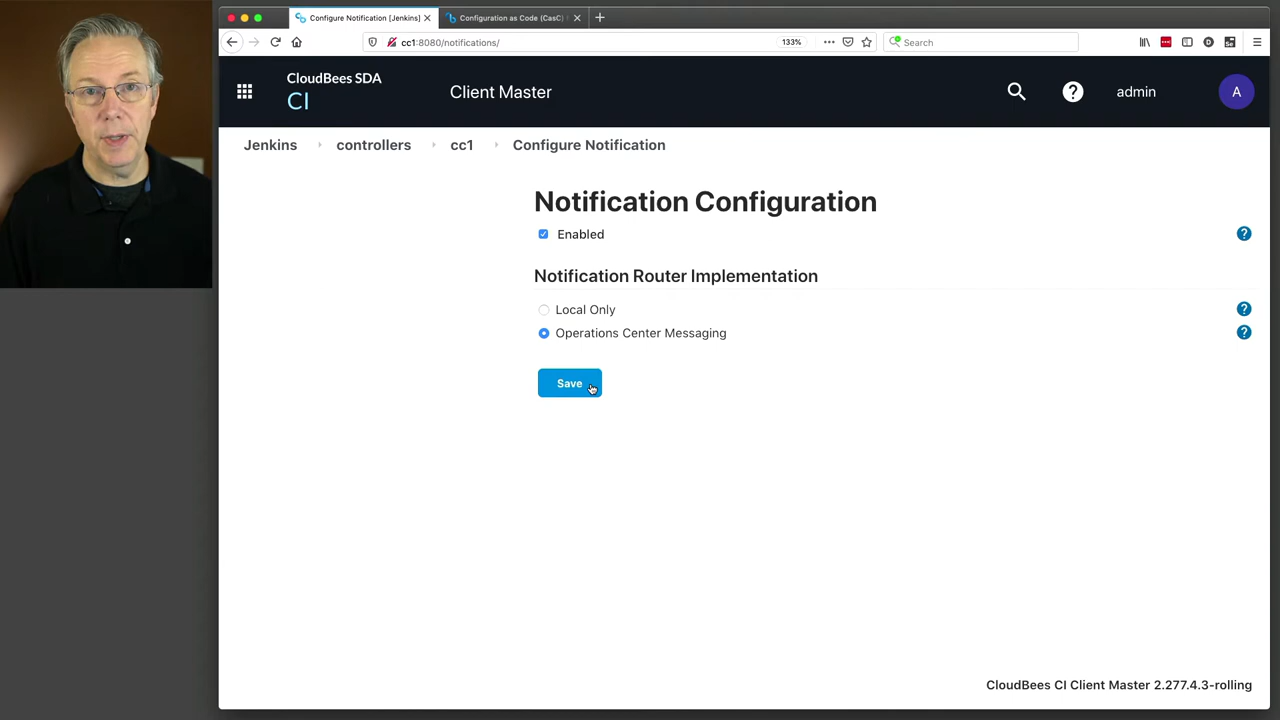 Configure Notification [Jenkins]
Configuration as Code (CasC)
cc1:8080/notifications/
133%
Search
CloudBees SDA
CI
Client Master
admin
A
Jenkins
controllers
cc1
Configure Notification
Notification Configuration
Enabled
?
Notification Router Implementation
Local Only
?
Operations Center Messaging
?
Save
CloudBees CI Client Master 2.277.4.3-rolling